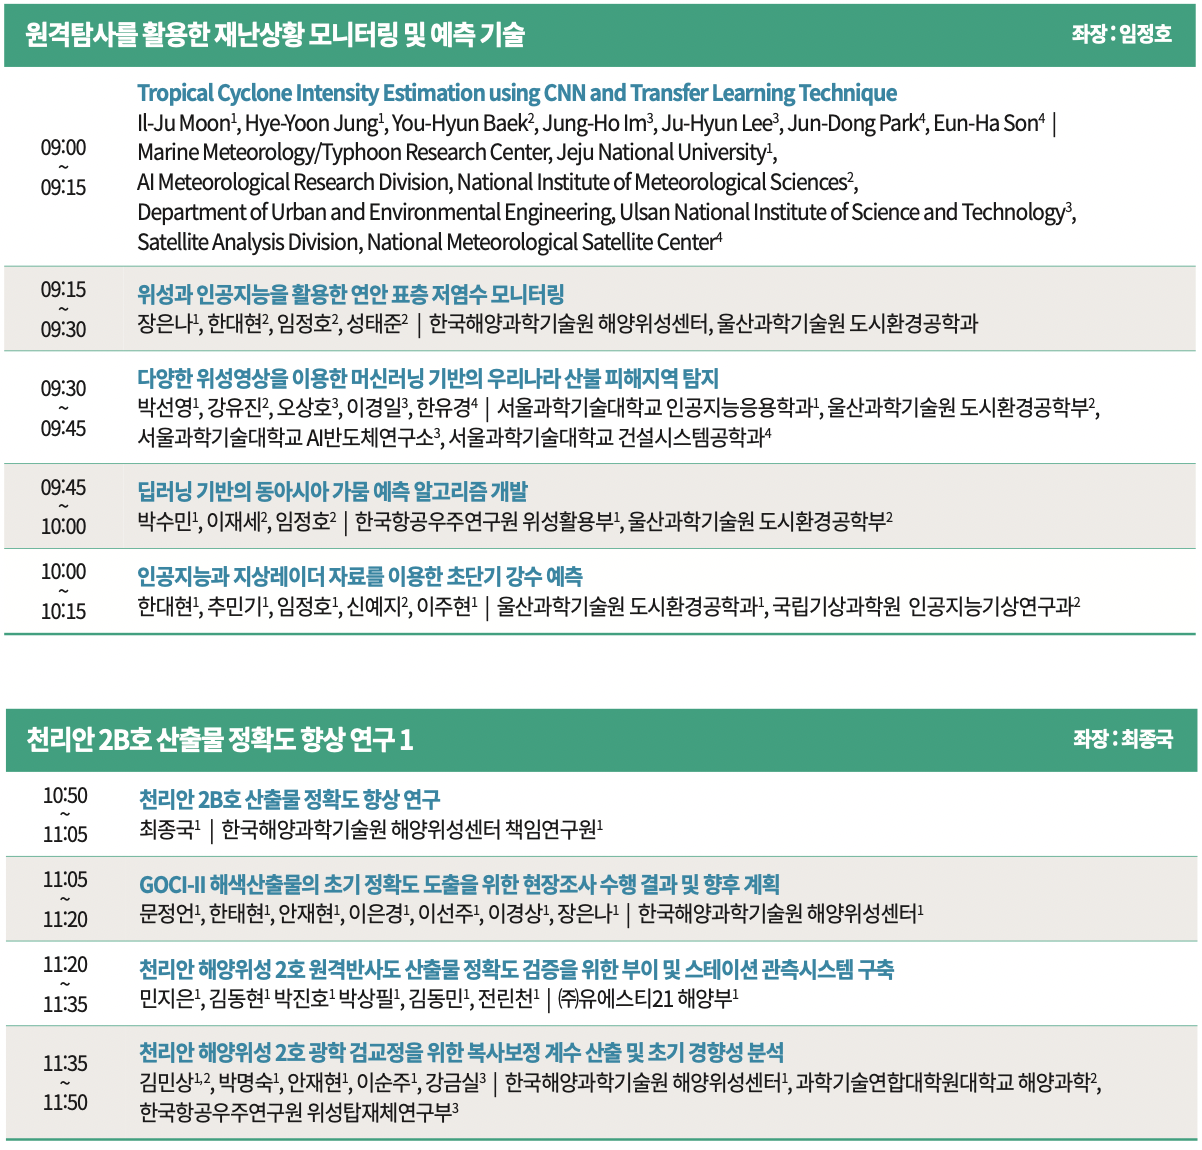 원격탐사를 활용한 재난상황 모니터링 및 예측 기술
좌장 : 임정호
09:00
~
09:15
Tropical Cyclone Intensity Estimation using CNN and Transfer Learning Technique
Il-Ju Moon¹, Hye-Yoon Jung¹, You-Hyun Baek², Jung-Ho Im³, Ju-Hyun Lee³, Jun-Dong Park⁴, Eun-Ha Son⁴ |
Marine Meteorology/Typhoon Research Center, Jeju National University¹,
AI Meteorological Research Division, National Institute of Meteorological Sciences²,
Department of Urban and Environmental Engineering, Ulsan National Institute of Science and Technology³,
Satellite Analysis Division, National Meteorological Satellite Center⁴
09:15
~
09:30
위성과 인공지능을 활용한 연안 표층 저염수 모니터링
장은나¹, 한대현², 임정호², 성태준² | 한국해양과학기술원 해양위성센터, 울산과학기술원 도시환경공학과
09:30
~
09:45
다양한 위성영상을 이용한 머신러닝 기반의 우리나라 산불 피해지역 탐지
박선영¹, 강유진², 오상호³, 이경일³, 한유경⁴ | 서울과학기술대학교 인공지능응용학과¹, 울산과학기술원 도시환경공학부²,
서울과학기술대학교 AI반도체연구소³, 서울과학기술대학교 건설시스템공학과⁴
09:45
~
10:00
딥러닝 기반의 동아시아 가뭄 예측 알고리즘 개발
박수민¹, 이재세², 임정호² | 한국항공우주연구원 위성활용부¹, 울산과학기술원 도시환경공학부²
10:00
~
10:15
인공지능과 지상레이더 자료를 이용한 초단기 강수 예측
한대현¹, 추민기¹, 임정호¹, 신예지², 이주현¹ | 울산과학기술원 도시환경공학과¹, 국립기상과학원 인공지능기상연구과²
천리안 2B호 산출물 정확도 향상 연구 1
좌장 : 최종국
10:50
~
11:05
천리안 2B호 산출물 정확도 향상 연구
최종국¹ | 한국해양과학기술원 해양위성센터 책임연구원¹
11:05
~
11:20
GOCI-II 해색산출물의 초기 정확도 도출을 위한 현장조사 수행 결과 및 향후 계획
문정언¹, 한태현¹, 안재현¹, 이은경¹, 이선주¹, 이경상¹, 장은나¹ | 한국해양과학기술원 해양위성센터¹
11:20
~
11:35
천리안 해양위성 2호 원격반사도 산출물 정확도 검증을 위한 부이 및 스테이션 관측시스템 구축
민지은¹, 김동현¹ 박진호¹ 박상필¹, 김동민¹, 전린천¹ | ㈜유에스티21 해양부¹
11:35
~
11:50
천리안 해양위성 2호 광학 검교정을 위한 복사보정 계수 산출 및 초기 경향성 분석
김민상¹,², 박명숙¹, 안재현¹, 이순주¹, 강금실³ | 한국해양과학기술원 해양위성센터¹, 과학기술연합대학원대학교 해양과학²,
한국항공우주연구원 위성탑재체연구부³